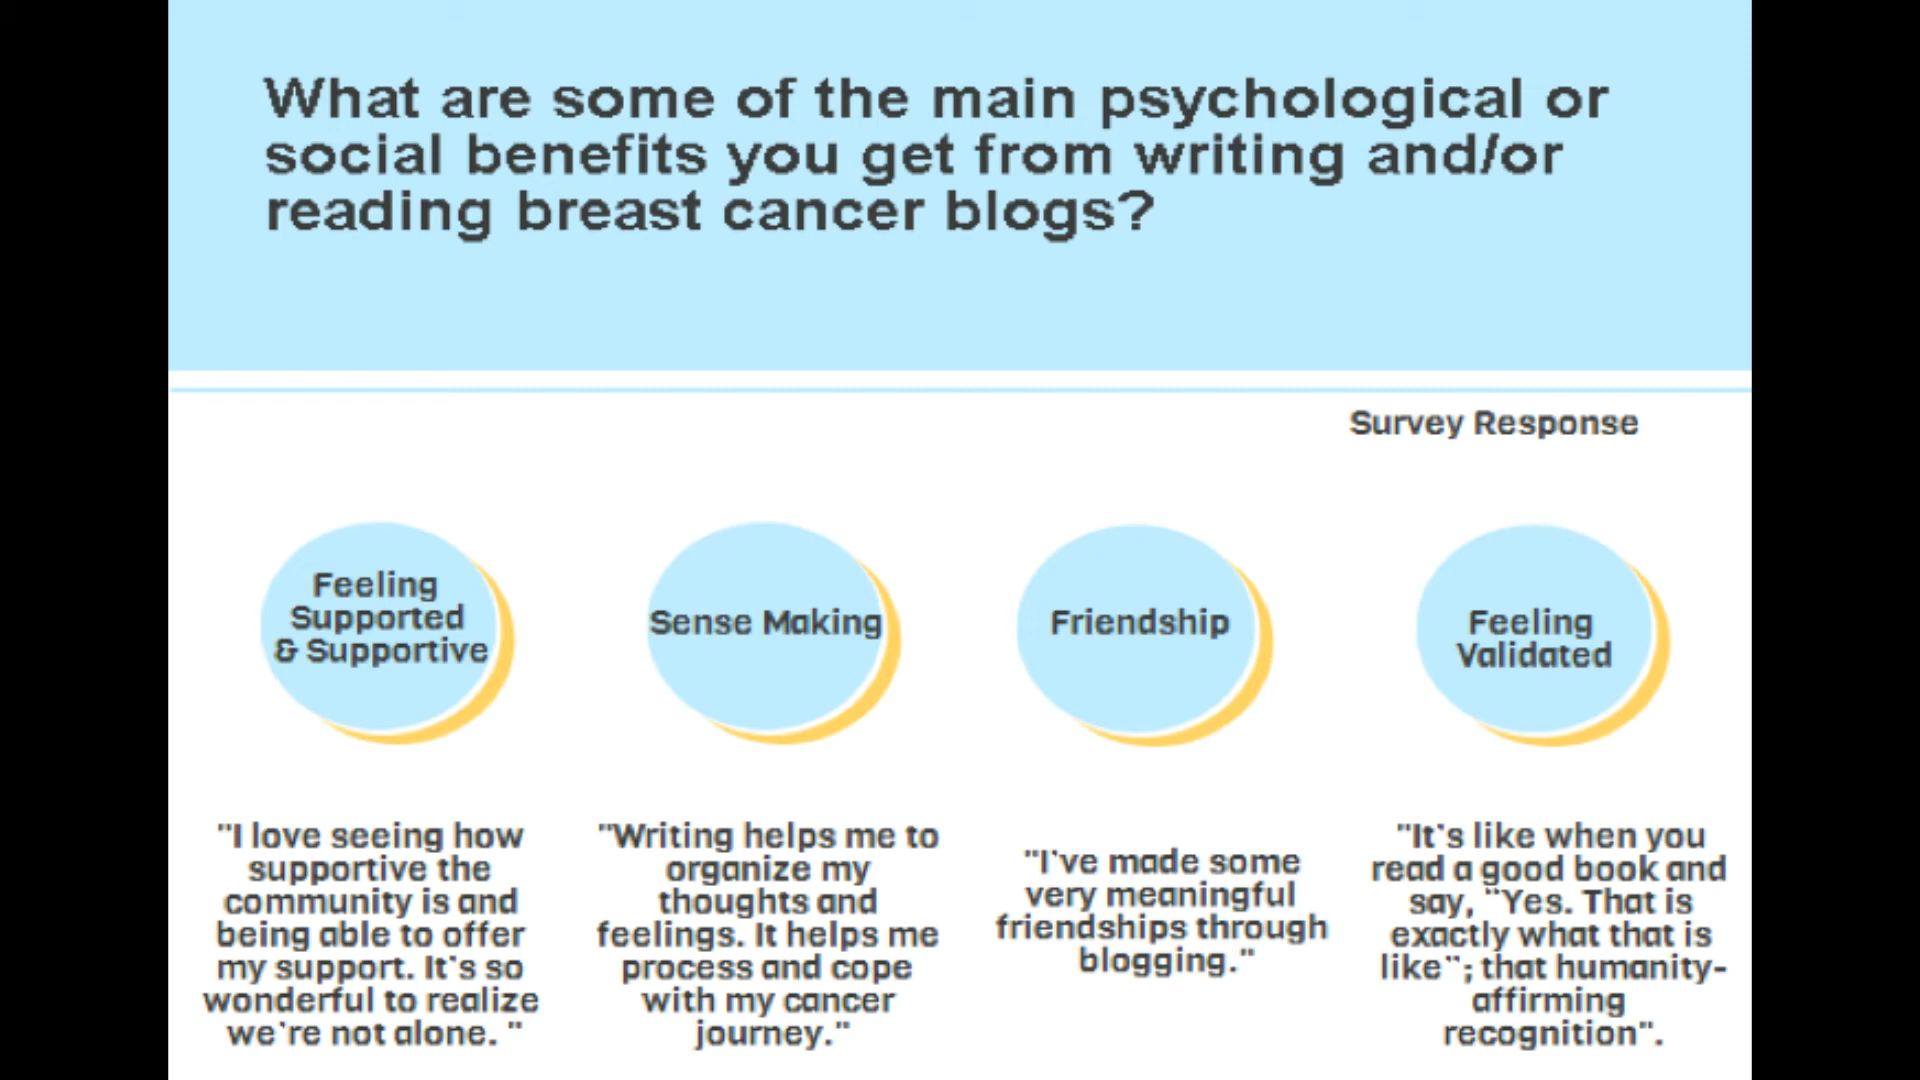 What are some of the main psychological or
social benefits you get from writing and/or
reading breast cancer blogs?
Survey Response
Feeling
Supported
& Supportive
"I love seeing how
supportive the
community is and
being able to offer
my support. It's so
wonderful to realize
we're not alone. "
Sense Making
"Writing helps me to
organize my
thoughts and
feelings. It helps me
process and cope
with my cancer
journey."
Friendship
"I've made some
very meaningful
friendships through
blogging."
Feeling
Validated
"It's like when you
read a good book and
say, "Yes. That is
exactly what that is
like"; that humanity-
affirming
recognition".